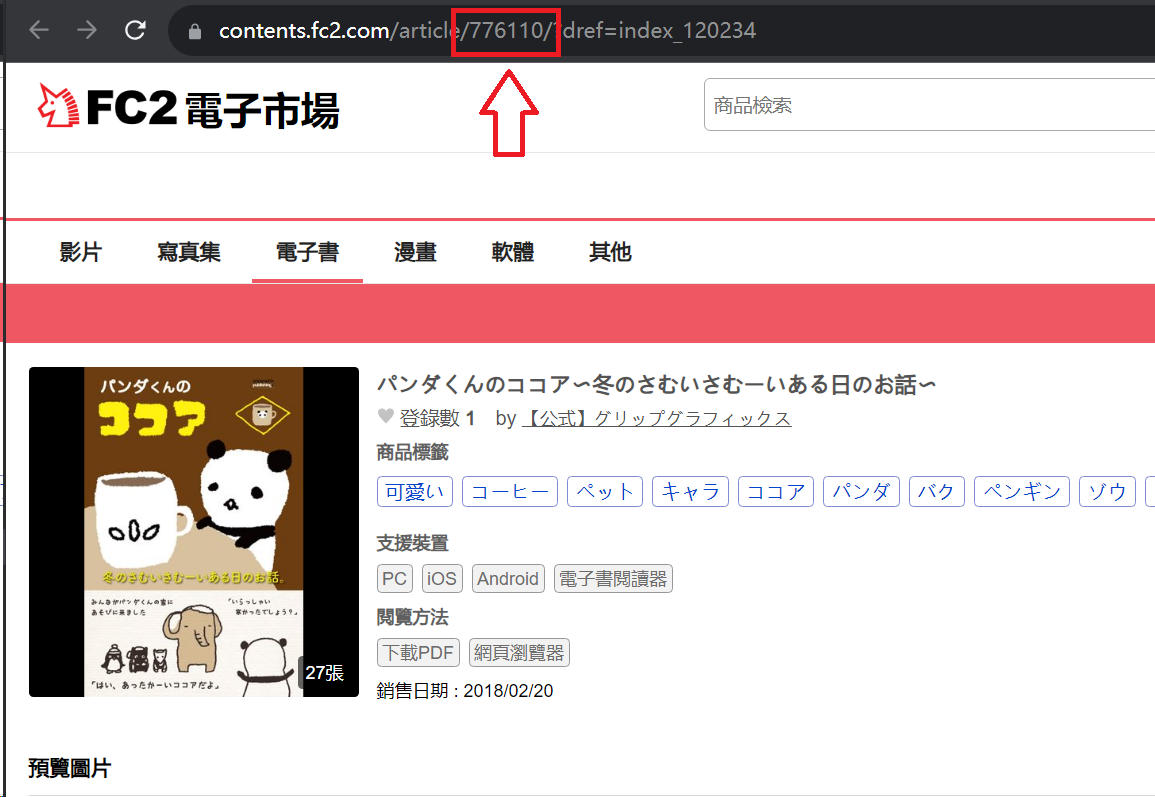 contents.fc2.com/article/776110/?dref=index_120234
FC2電子市場
商品檢索
影片 寫真集 電子書 漫畫 軟體 其他
パンダくんのココア〜冬のさむいさむーいある日のお話〜
登錄數 1 by 【公式】グリップグラフィックス
商品標籤
可愛い コーヒー ペット キャラ ココア パンダ バク ペンギン ゾウ
支援裝置
PC iOS Android 電子書閱讀器
閱覽方法
下載PDF 網頁瀏覽器
銷售日期 : 2018/02/20
パンダくんの
ココア
冬のさむいさむーいある日のお話。
みんながパンダくんの家に
あそびに来ました
「いらっしゃい
寒かったでしょう？」
「はい、あったかーいココアだよ」
27張
預覽圖片